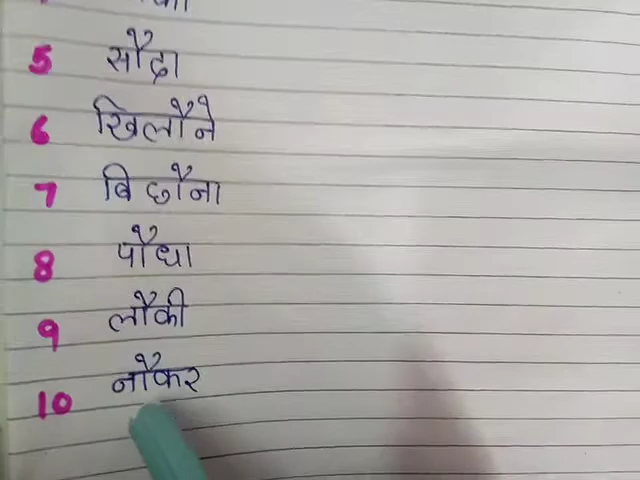 5 सौदा
6 खिलौने
7 बिछौना
8 पौधा
9 लौकी
10 नौकर